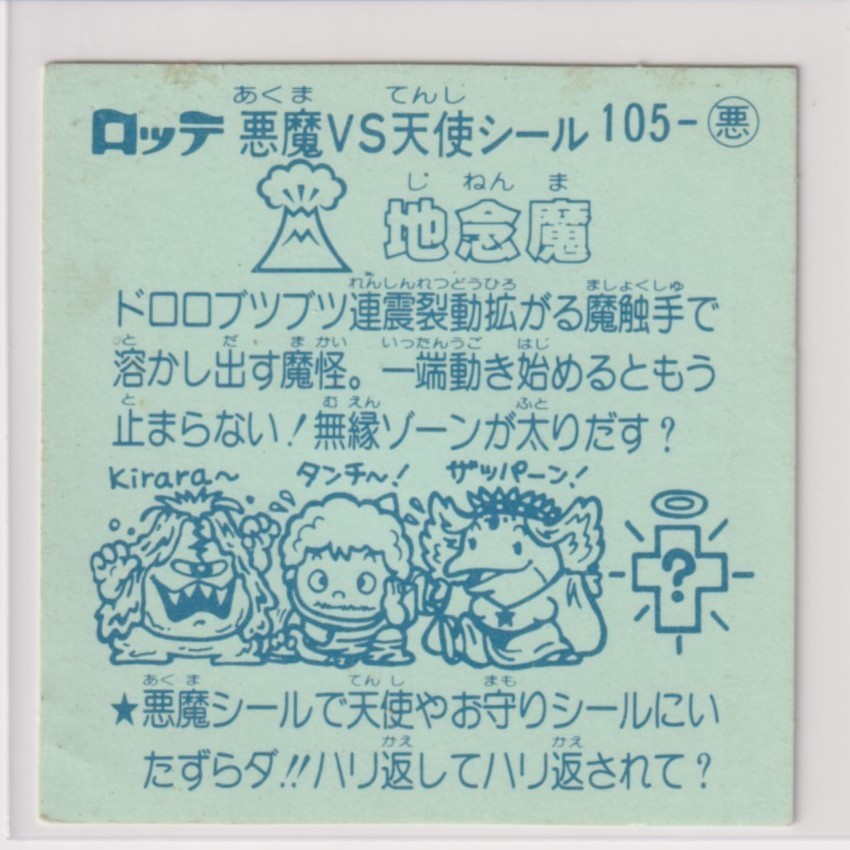 あくま てんし
ロッテ 悪魔VS天使シール 105-悪
じ ねん ま
地念魔
れんしんれつどうひろ ましょくしゅ
ドロロブツブツ連震裂動拡がる魔触手で
と だ ま かい いったんうご はじ
溶かし出す魔怪。一端動き始めるともう
と む えん ふと
止まらない!無縁ゾーンが太りだす?
Kirara〜 タンチ〜! ザッパーン!
?
あく ま てん し まも
★悪魔シールで天使やお守りシールにい
かえ かえ
たずらダ!!ハリ返してハリ返されて?